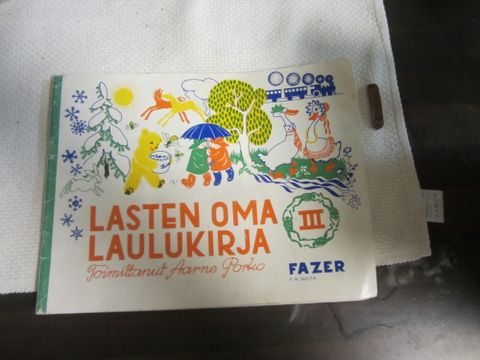 LASTEN OMA
LAULUKIRJA
III
Toimittanut Aarne Porko
FAZER